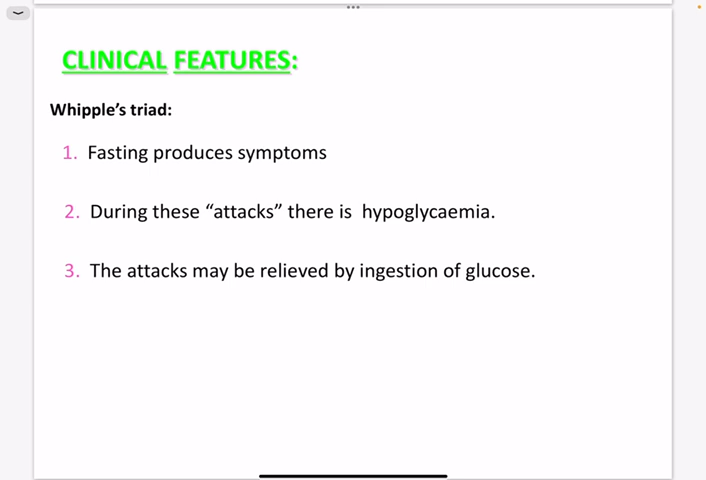 CLINICAL FEATURES:
Whipple’s triad:
1. Fasting produces symptoms
2. During these “attacks” there is hypoglycaemia.
3. The attacks may be relieved by ingestion of glucose.